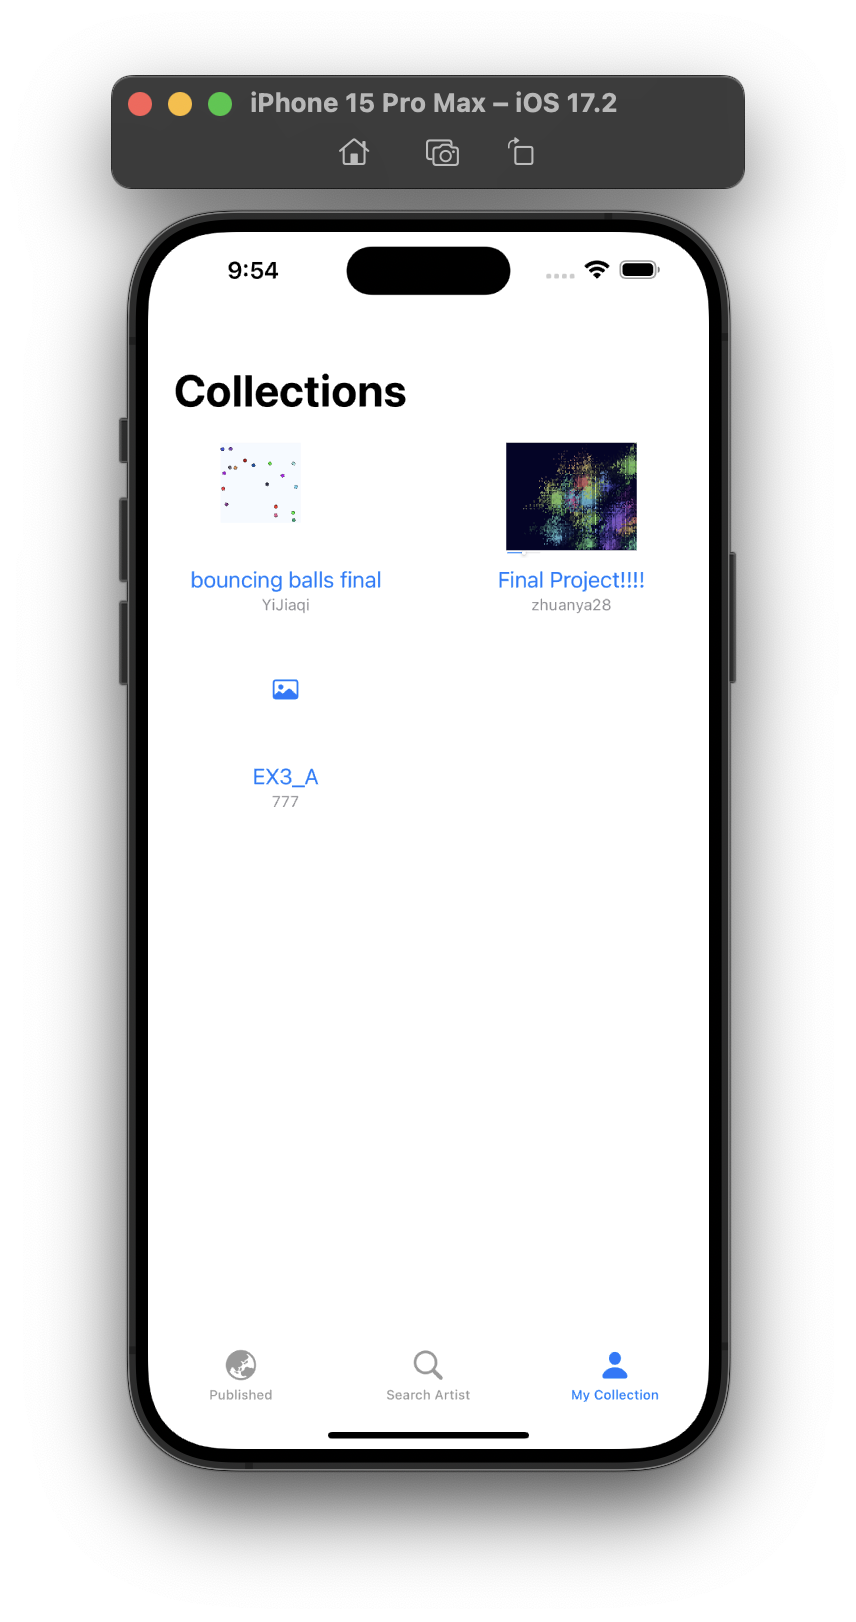 iPhone 15 Pro Max – iOS 17.2
9:54
Collections
bouncing balls final
YiJiaqi
Final Project!!!!
zhuanya28
EX3_A
777
Published
Search Artist
My Collection